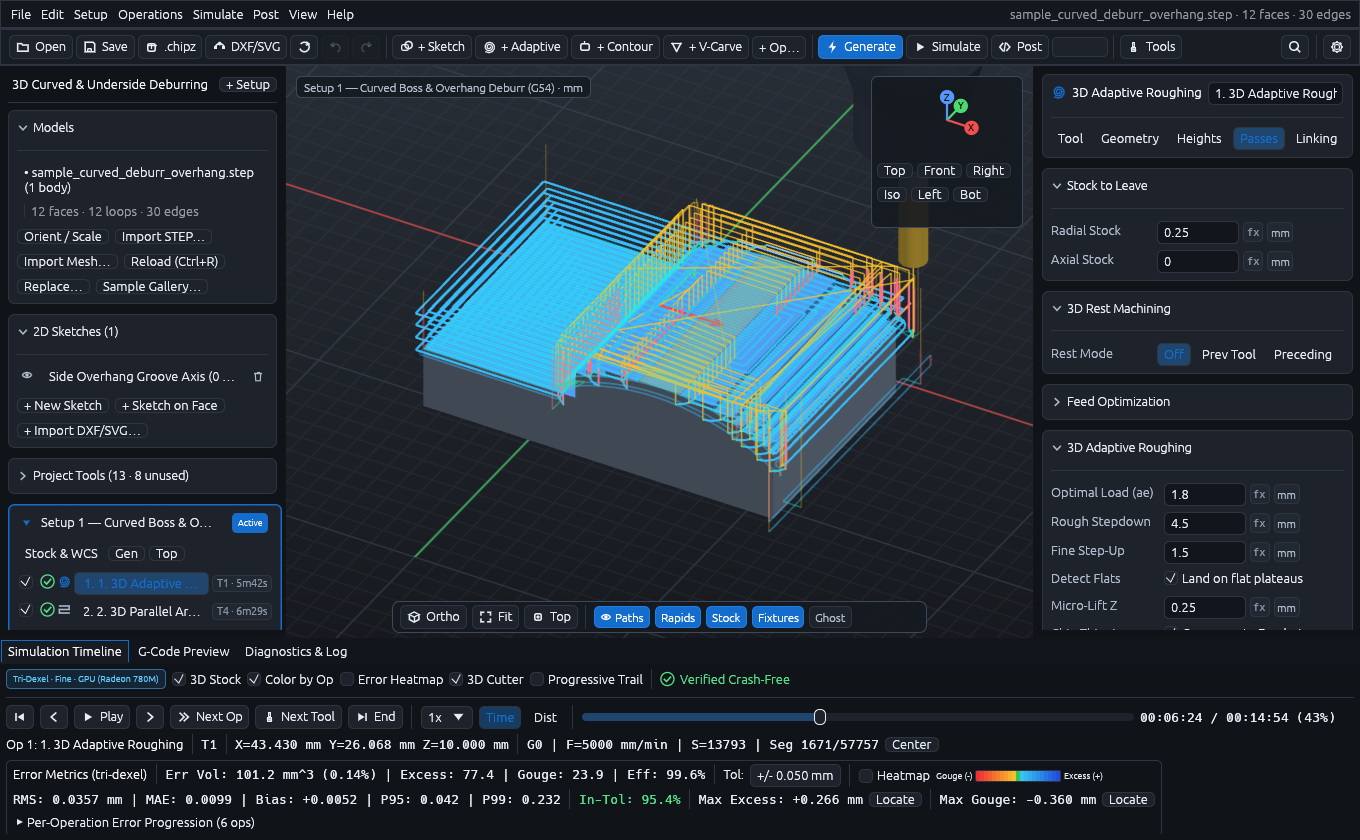 File Edit Setup Operations Simulate Post View Help
sample_curved_deburr_overhang.step · 12 faces · 30 edges
Open Save .chipz DXF/SVG + Sketch + Adaptive + Contour + V-Carve + Op… Generate Simulate Post Tools
3D Curved & Underside Deburring + Setup
Models
• sample_curved_deburr_overhang.step
(1 body)
12 faces · 12 loops · 30 edges
Orient / Scale Import STEP…
Import Mesh… Reload (Ctrl+R)
Replace… Sample Gallery…
2D Sketches (1)
Side Overhang Groove Axis (0 …
+ New Sketch + Sketch on Face
+ Import DXF/SVG…
Project Tools (13 · 8 unused)
Setup 1 — Curved Boss & O… Active
Stock & WCS Gen Top
1. 1. 3D Adaptive … T1 · 5m42s
2. 2. 3D Parallel Ar… T4 · 6m29s
Setup 1 — Curved Boss & Overhang Deburr (G54) · mm
Z Y X
Top Front Right
Iso Left Bot
Ortho Fit Top Paths Rapids Stock Fixtures Ghost
3D Adaptive Roughing 1. 3D Adaptive Rough
Tool Geometry Heights Passes Linking
Stock to Leave
Radial Stock 0.25 fx mm
Axial Stock 0 fx mm
3D Rest Machining
Rest Mode Off Prev Tool Preceding
Feed Optimization
3D Adaptive Roughing
Optimal Load (ae) 1.8 fx mm
Rough Stepdown 4.5 fx mm
Fine Step-Up 1.5 fx mm
Detect Flats Land on flat plateaus
Micro-Lift Z 0.25 fx mm
Simulation Timeline G-Code Preview Diagnostics & Log
Tri-Dexel · Fine · GPU (Radeon 780M) 3D Stock Color by Op Error Heatmap 3D Cutter Progressive Trail Verified Crash-Free
Play Next Op Next Tool End 1x Time Dist 00:06:24 / 00:14:54 (43%)
Op 1: 1. 3D Adaptive Roughing T1 X=43.430 mm Y=26.068 mm Z=10.000 mm G0 | F=5000 mm/min | S=13793 | Seg 1671/57757 Center
Error Metrics (tri-dexel) Err Vol: 101.2 mm^3 (0.14%) | Excess: 77.4 | Gouge: 23.9 | Eff: 99.6% Tol: +/- 0.050 mm Heatmap Gouge (-) Excess (+)
RMS: 0.0357 mm | MAE: 0.0099 | Bias: +0.0052 | P95: 0.042 | P99: 0.232 In-Tol: 95.4% Max Excess: +0.266 mm Locate Max Gouge: -0.360 mm Locate
Per-Operation Error Progression (6 ops)